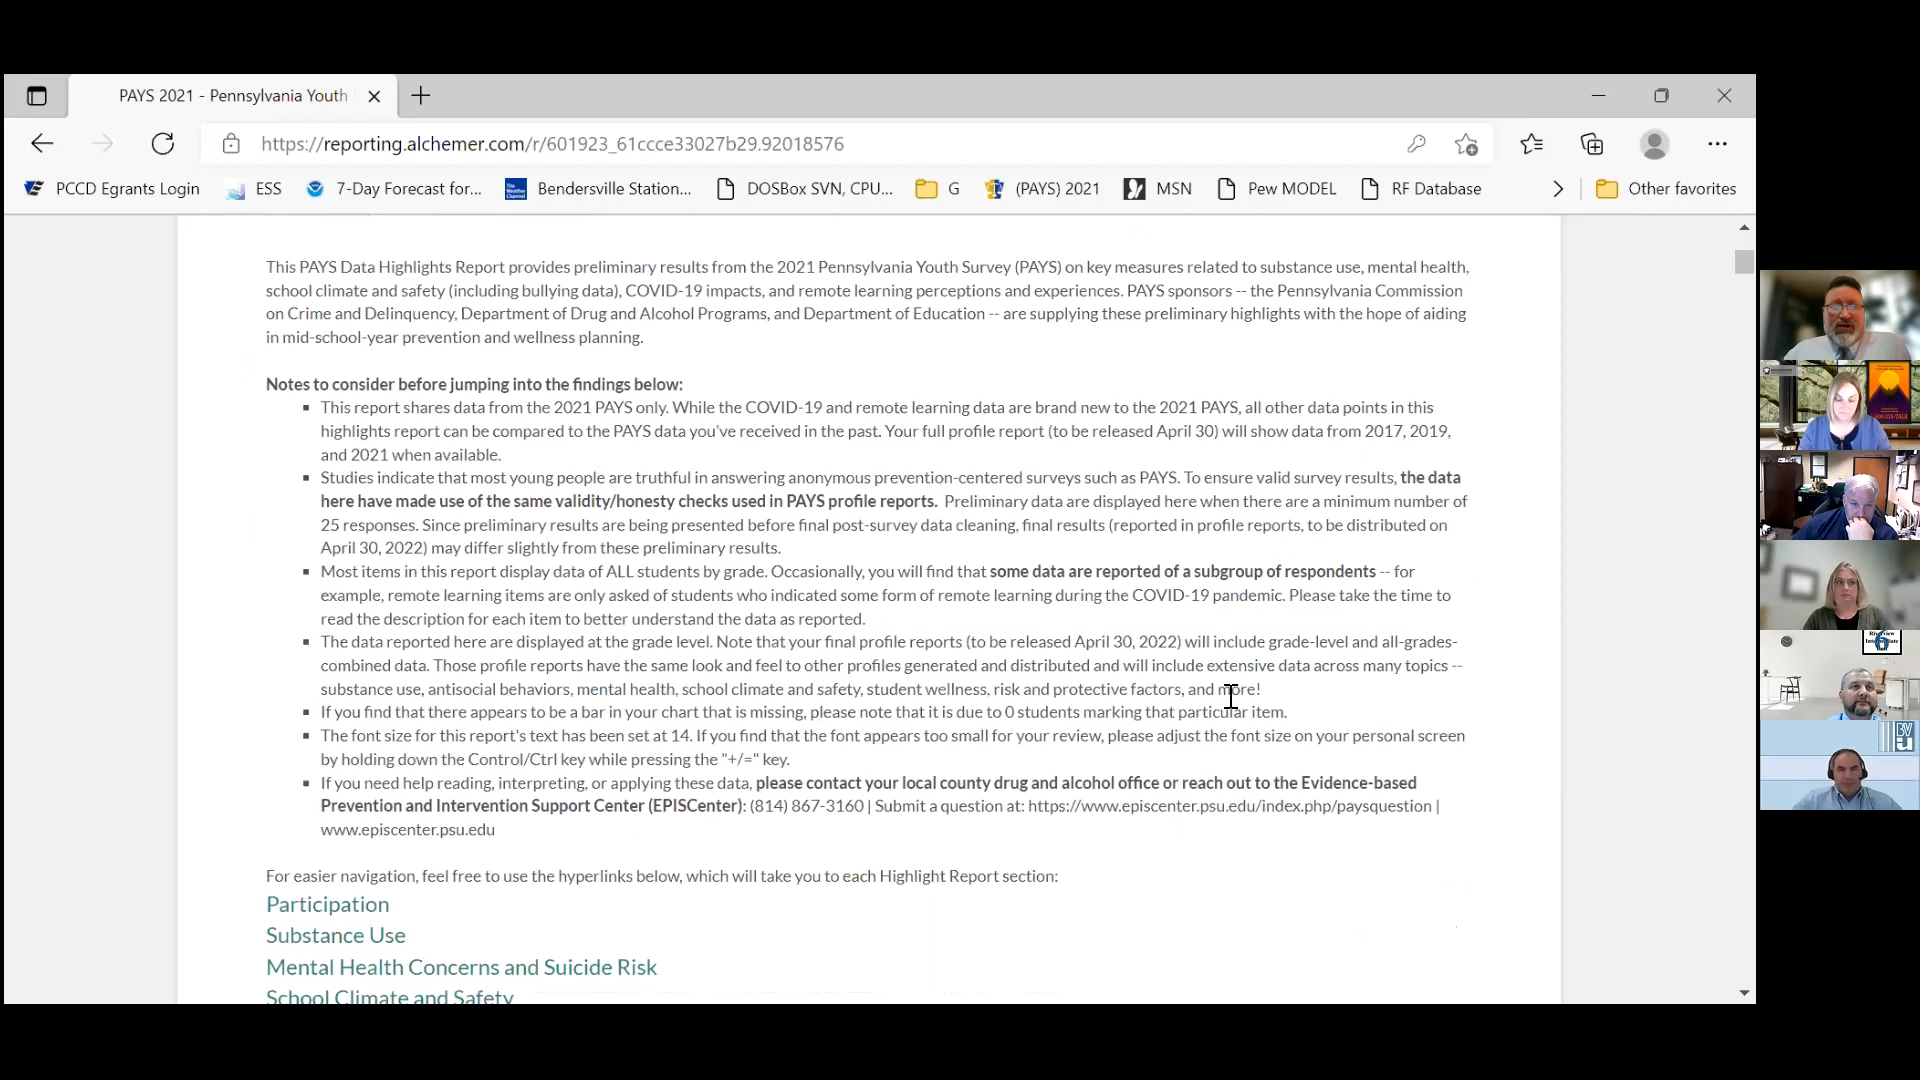 PAYS 2021 - Pennsylvania Youth
https://reporting.alchemer.com/r/601923_61ccce33027b29.92018576
PCCD Egrants Login ESS 7-Day Forecast for... Bendersville Station... DOSBox SVN, CPU... G (PAYS) 2021 MSN Pew MODEL RF Database Other favorites
This PAYS Data Highlights Report provides preliminary results from the 2021 Pennsylvania Youth Survey (PAYS) on key measures related to substance use, mental health,
school climate and safety (including bullying data), COVID-19 impacts, and remote learning perceptions and experiences. PAYS sponsors -- the Pennsylvania Commission
on Crime and Delinquency, Department of Drug and Alcohol Programs, and Department of Education -- are supplying these preliminary highlights with the hope of aiding
in mid-school-year prevention and wellness planning.
Notes to consider before jumping into the findings below:
This report shares data from the 2021 PAYS only. While the COVID-19 and remote learning data are brand new to the 2021 PAYS, all other data points in this
highlights report can be compared to the PAYS data you've received in the past. Your full profile report (to be released April 30) will show data from 2017, 2019,
and 2021 when available.
Studies indicate that most young people are truthful in answering anonymous prevention-centered surveys such as PAYS. To ensure valid survey results, the data
here have made use of the same validity/honesty checks used in PAYS profile reports. Preliminary data are displayed here when there are a minimum number of
25 responses. Since preliminary results are being presented before final post-survey data cleaning, final results (reported in profile reports, to be distributed on
April 30, 2022) may differ slightly from these preliminary results.
Most items in this report display data of ALL students by grade. Occasionally, you will find that some data are reported of a subgroup of respondents -- for
example, remote learning items are only asked of students who indicated some form of remote learning during the COVID-19 pandemic. Please take the time to
read the description for each item to better understand the data as reported.
The data reported here are displayed at the grade level. Note that your final profile reports (to be released April 30, 2022) will include grade-level and all-grades-
combined data. Those profile reports have the same look and feel to other profiles generated and distributed and will include extensive data across many topics --
substance use, antisocial behaviors, mental health, school climate and safety, student wellness, risk and protective factors, and more!
If you find that there appears to be a bar in your chart that is missing, please note that it is due to 0 students marking that particular item.
The font size for this report's text has been set at 14. If you find that the font appears too small for your review, please adjust the font size on your personal screen
by holding down the Control/Ctrl key while pressing the "+/=" key.
If you need help reading, interpreting, or applying these data, please contact your local county drug and alcohol office or reach out to the Evidence-based
Prevention and Intervention Support Center (EPISCenter): (814) 867-3160 | Submit a question at: https://www.episcenter.psu.edu/index.php/paysquestion |
www.episcenter.psu.edu
For easier navigation, feel free to use the hyperlinks below, which will take you to each Highlight Report section:
Participation
Substance Use
Mental Health Concerns and Suicide Risk
School Climate and Safety
Intermediate
6
BV
IU